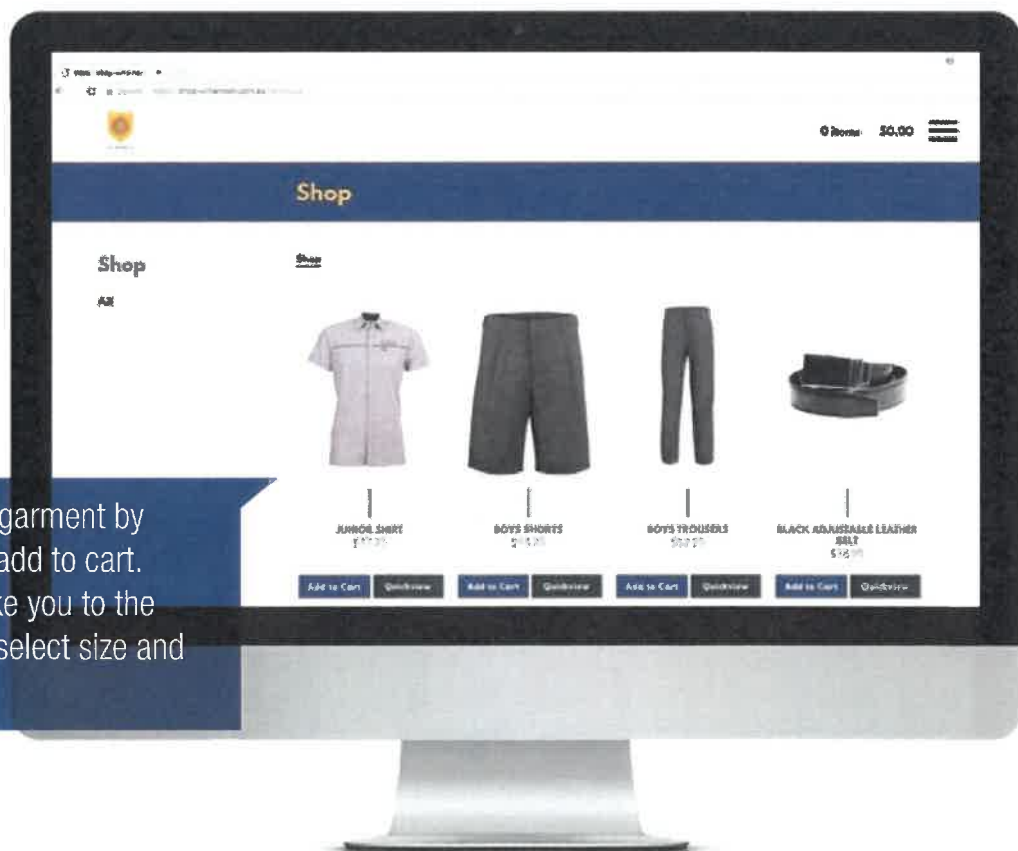 0 items $0.00
Shop
Shop
Shop
All
JUNIOR SHIRT
BOYS SHORTS
BOYS TROUSERS
BLACK ADJUSTABLE LEATHER
BELT
Add to Cart Quickview Add to Cart Quickview Add to Cart Quickview Add to Cart Quickview
garment by
add to cart.
ke you to the
select size and